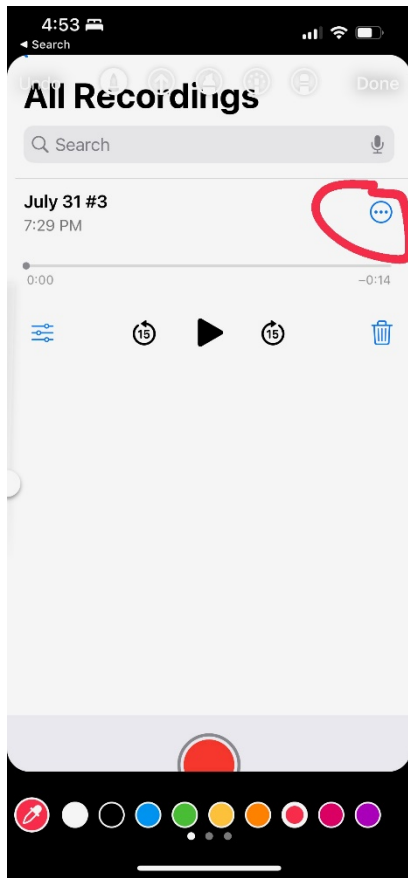 4:53
Search
Undo Done
All Recordings
Search
July 31 #3
7:29 PM
0:00 –0:14
15 15